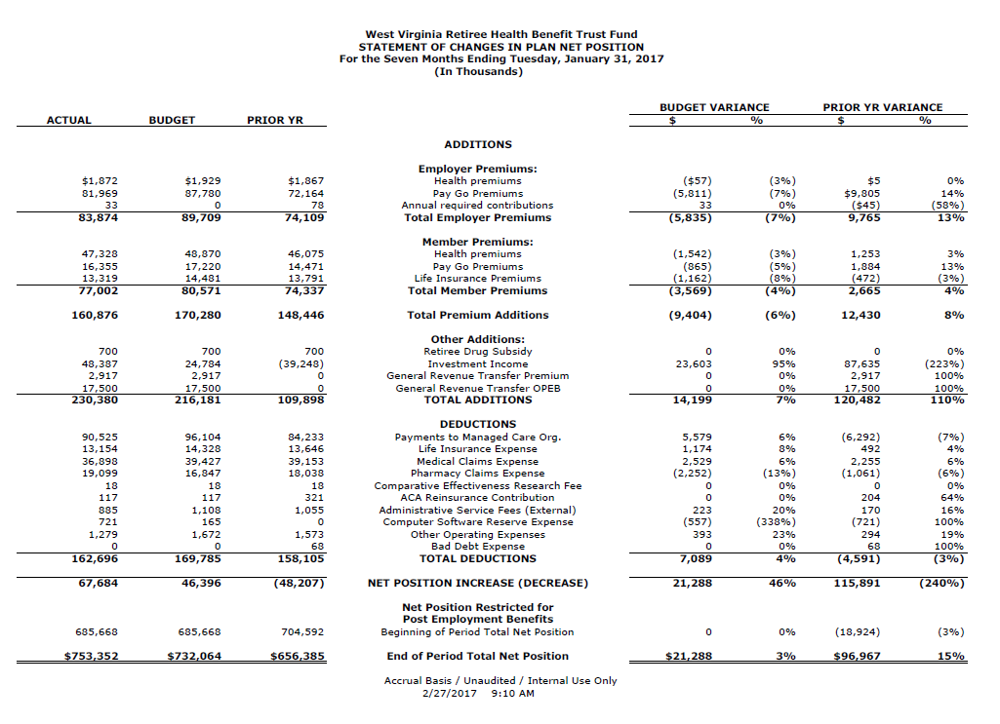 West Virginia Retiree Health Benefit Trust Fund
STATEMENT OF CHANGES IN PLAN NET POSITION
For the Seven Months Ending Tuesday, January 31, 2017
(In Thousands)
BUDGET VARIANCE PRIOR YR VARIANCE
ACTUAL BUDGET PRIOR YR $ % $ %
ADDITIONS
Employer Premiums:
$1,872 $1,929 $1,867 Health premiums ($57) (3%) $5 0%
81,969 87,780 72,164 Pay Go Premiums (5,811) (7%) $9,805 14%
33 0 78 Annual required contributions 33 0% ($45) (58%)
83,874 89,709 74,109 Total Employer Premiums (5,835) (7%) 9,765 13%
Member Premiums:
47,328 48,870 46,075 Health premiums (1,542) (3%) 1,253 3%
16,355 17,220 14,471 Pay Go Premiums (865) (5%) 1,884 13%
13,319 14,481 13,791 Life Insurance Premiums (1,162) (8%) (472) (3%)
77,002 80,571 74,337 Total Member Premiums (3,569) (4%) 2,665 4%
160,876 170,280 148,446 Total Premium Additions (9,404) (6%) 12,430 8%
Other Additions:
700 700 700 Retiree Drug Subsidy 0 0% 0 0%
48,387 24,784 (39,248) Investment Income 23,603 95% 87,635 (223%)
2,917 2,917 0 General Revenue Transfer Premium 0 0% 2,917 100%
17,500 17,500 0 General Revenue Transfer OPEB 0 0% 17,500 100%
230,380 216,181 109,898 TOTAL ADDITIONS 14,199 7% 120,482 110%
DEDUCTIONS
90,525 96,104 84,233 Payments to Managed Care Org. 5,579 6% (6,292) (7%)
13,154 14,328 13,646 Life Insurance Expense 1,174 8% 492 4%
36,898 39,427 39,153 Medical Claims Expense 2,529 6% 2,255 6%
19,099 16,847 18,038 Pharmacy Claims Expense (2,252) (13%) (1,061) (6%)
18 18 18 Comparative Effectiveness Research Fee 0 0% 0 0%
117 117 321 ACA Reinsurance Contribution 0 0% 204 64%
885 1,108 1,055 Administrative Service Fees (External) 223 20% 170 16%
721 165 0 Computer Software Reserve Expense (557) (338%) (721) 100%
1,279 1,672 1,573 Other Operating Expenses 393 23% 294 19%
0 0 68 Bad Debt Expense 0 0% 68 100%
162,696 169,785 158,105 TOTAL DEDUCTIONS 7,089 4% (4,591) (3%)
67,684 46,396 (48,207) NET POSITION INCREASE (DECREASE) 21,288 46% 115,891 (240%)
Net Position Restricted for
Post Employment Benefits
685,668 685,668 704,592 Beginning of Period Total Net Position 0 0% (18,924) (3%)
$753,352 $732,064 $656,385 End of Period Total Net Position $21,288 3% $96,967 15%
Accrual Basis / Unaudited / Internal Use Only
2/27/2017 9:10 AM